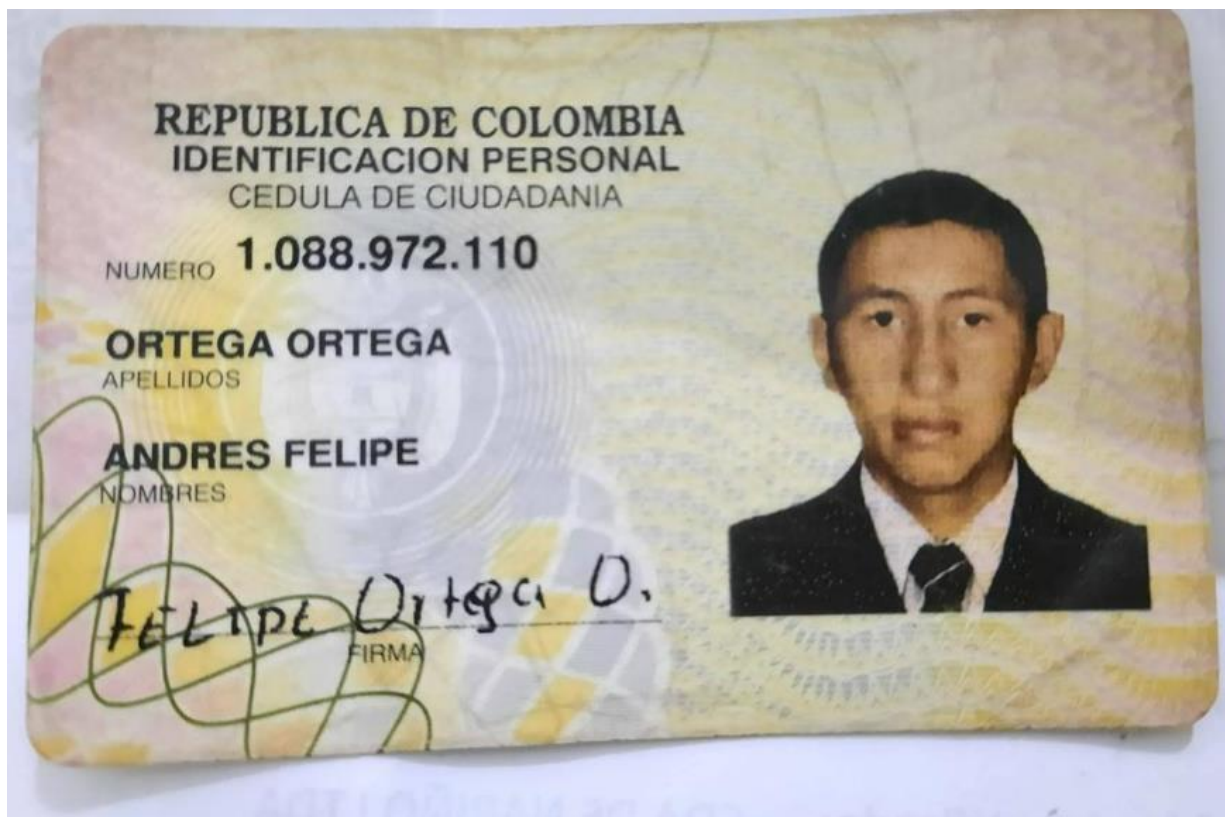 REPUBLICA DE COLOMBIA
IDENTIFICACION PERSONAL
CEDULA DE CIUDADANIA
NUMERO 1.088.972.110
ORTEGA ORTEGA
APELLIDOS
ANDRES FELIPE
NOMBRES
FELIPE Ortega O.
FIRMA